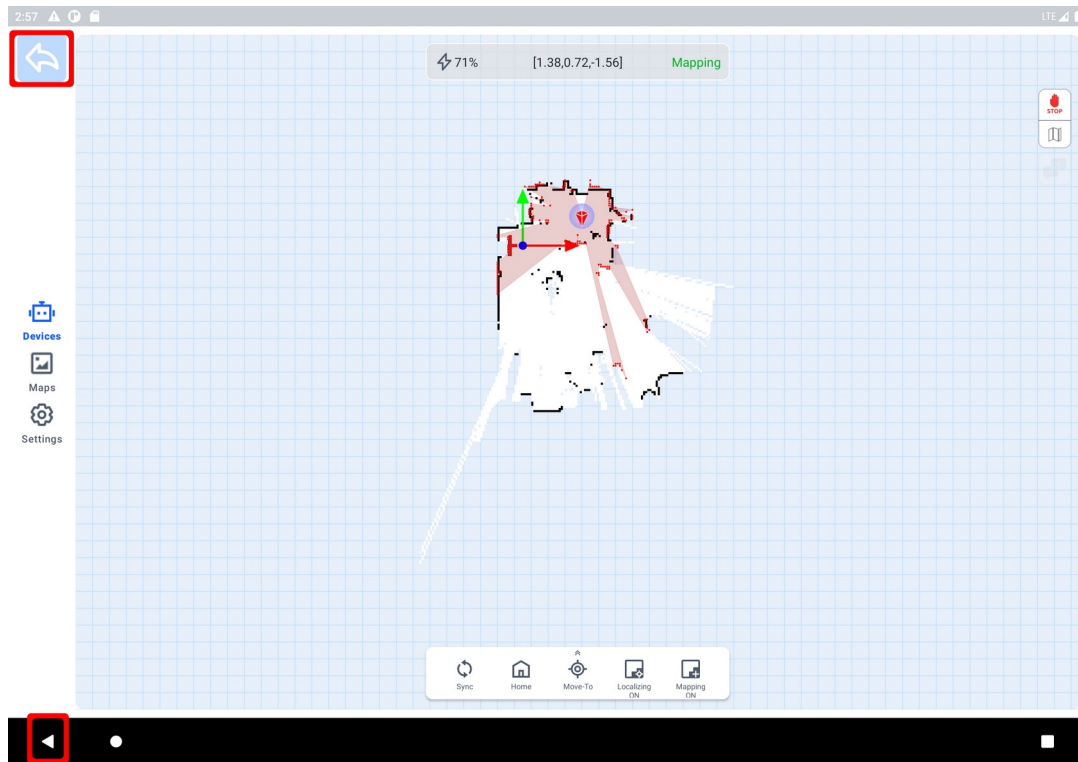 2:57
LTE
71% [1.38,0.72,-1.56] Mapping
STOP
Devices
Maps
Settings
Sync Home Move-To Localizing ON Mapping ON